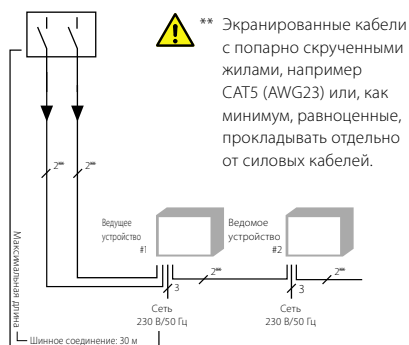 ** Экранированные кабели
с попарно скрученными
жилами, например
CAT5 (AWG23) или, как
минимум, равноценные,
прокладывать отдельно
от силовых кабелей.
2**
2**
Ведущее
устройство
#1
Ведомое
устройство
#2
2**
2**
3
3
Сеть
230 В/50 Гц
Сеть
230 В/50 Гц
Максимальная длина
Шинное соединение: 30 м